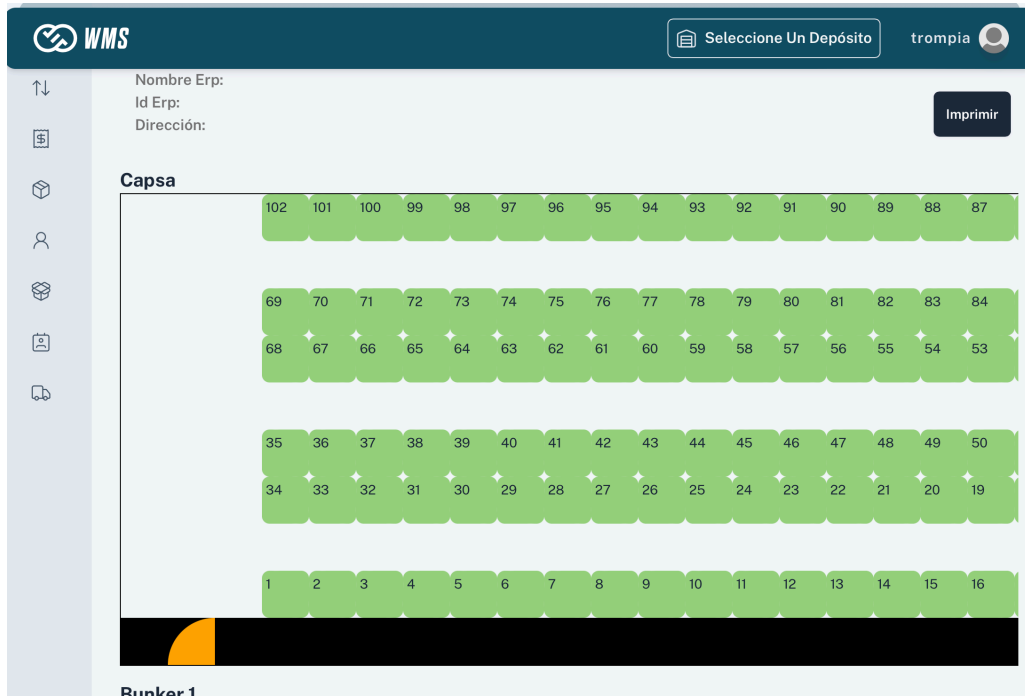 WMS
Seleccione Un Depósito
trompia
Nombre Erp:
Id Erp:
Dirección:
Imprimir
Capsa
102 101 100 99 98 97 96 95 94 93 92 91 90 89 88 87
69 70 71 72 73 74 75 76 77 78 79 80 81 82 83 84
68 67 66 65 64 63 62 61 60 59 58 57 56 55 54 53
35 36 37 38 39 40 41 42 43 44 45 46 47 48 49 50
34 33 32 31 30 29 28 27 26 25 24 23 22 21 20 19
1 2 3 4 5 6 7 8 9 10 11 12 13 14 15 16
Bunker 1